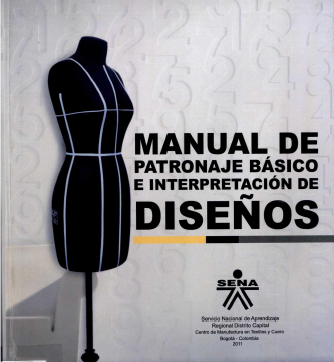 MANUAL DE
PATRONAJE BÁSICO
E INTERPRETACIÓN DE
DISEÑOS
SENA
Servicio Nacional de Aprendizaje
Regional Distrito Capital
Centro de Manufactura en Textiles y Cuero
Bogotá - Colombia
2011